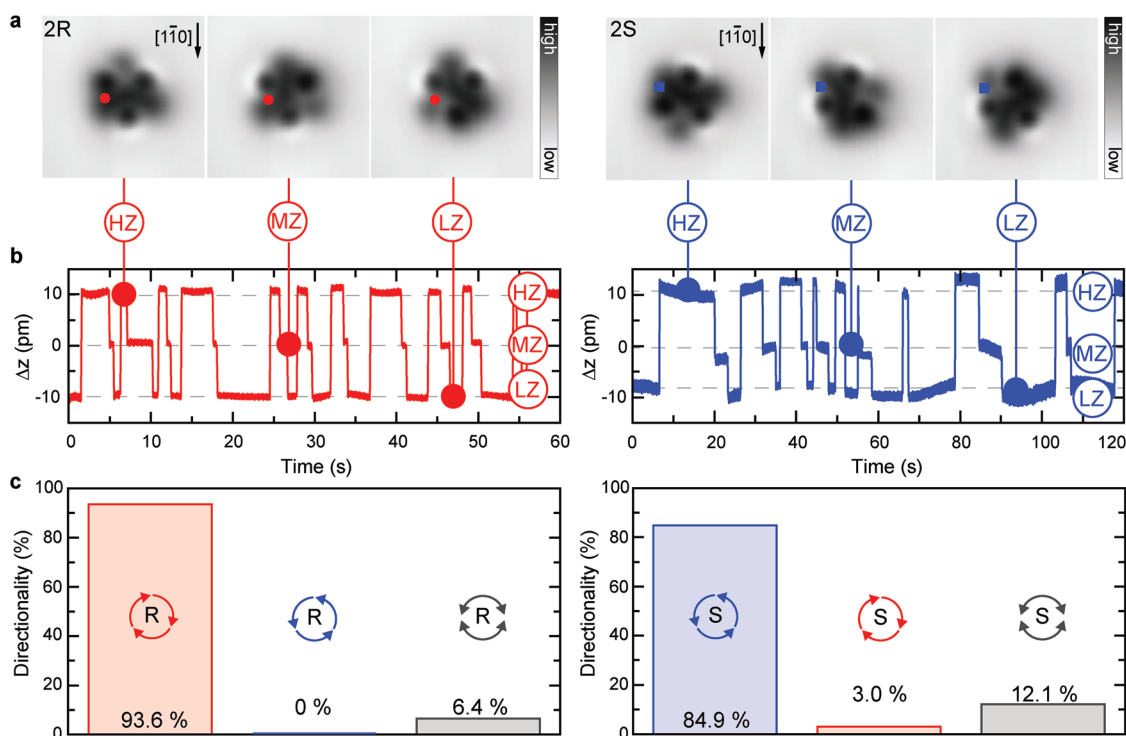 a
2R
[11̄0]
high
low
2S
[11̄0]
high
low
HZ
MZ
LZ
HZ
MZ
LZ
b
10
0
-10
Δz (pm)
HZ
MZ
LZ
0
10
20
30
40
50
60
Time (s)
10
0
-10
Δz (pm)
HZ
MZ
LZ
0
20
40
60
80
100
120
Time (s)
c
100
80
60
40
20
0
Directionality (%)
R
R
R
93.6 %
0 %
6.4 %
100
80
60
40
20
0
Directionality (%)
S
S
S
84.9 %
3.0 %
12.1 %